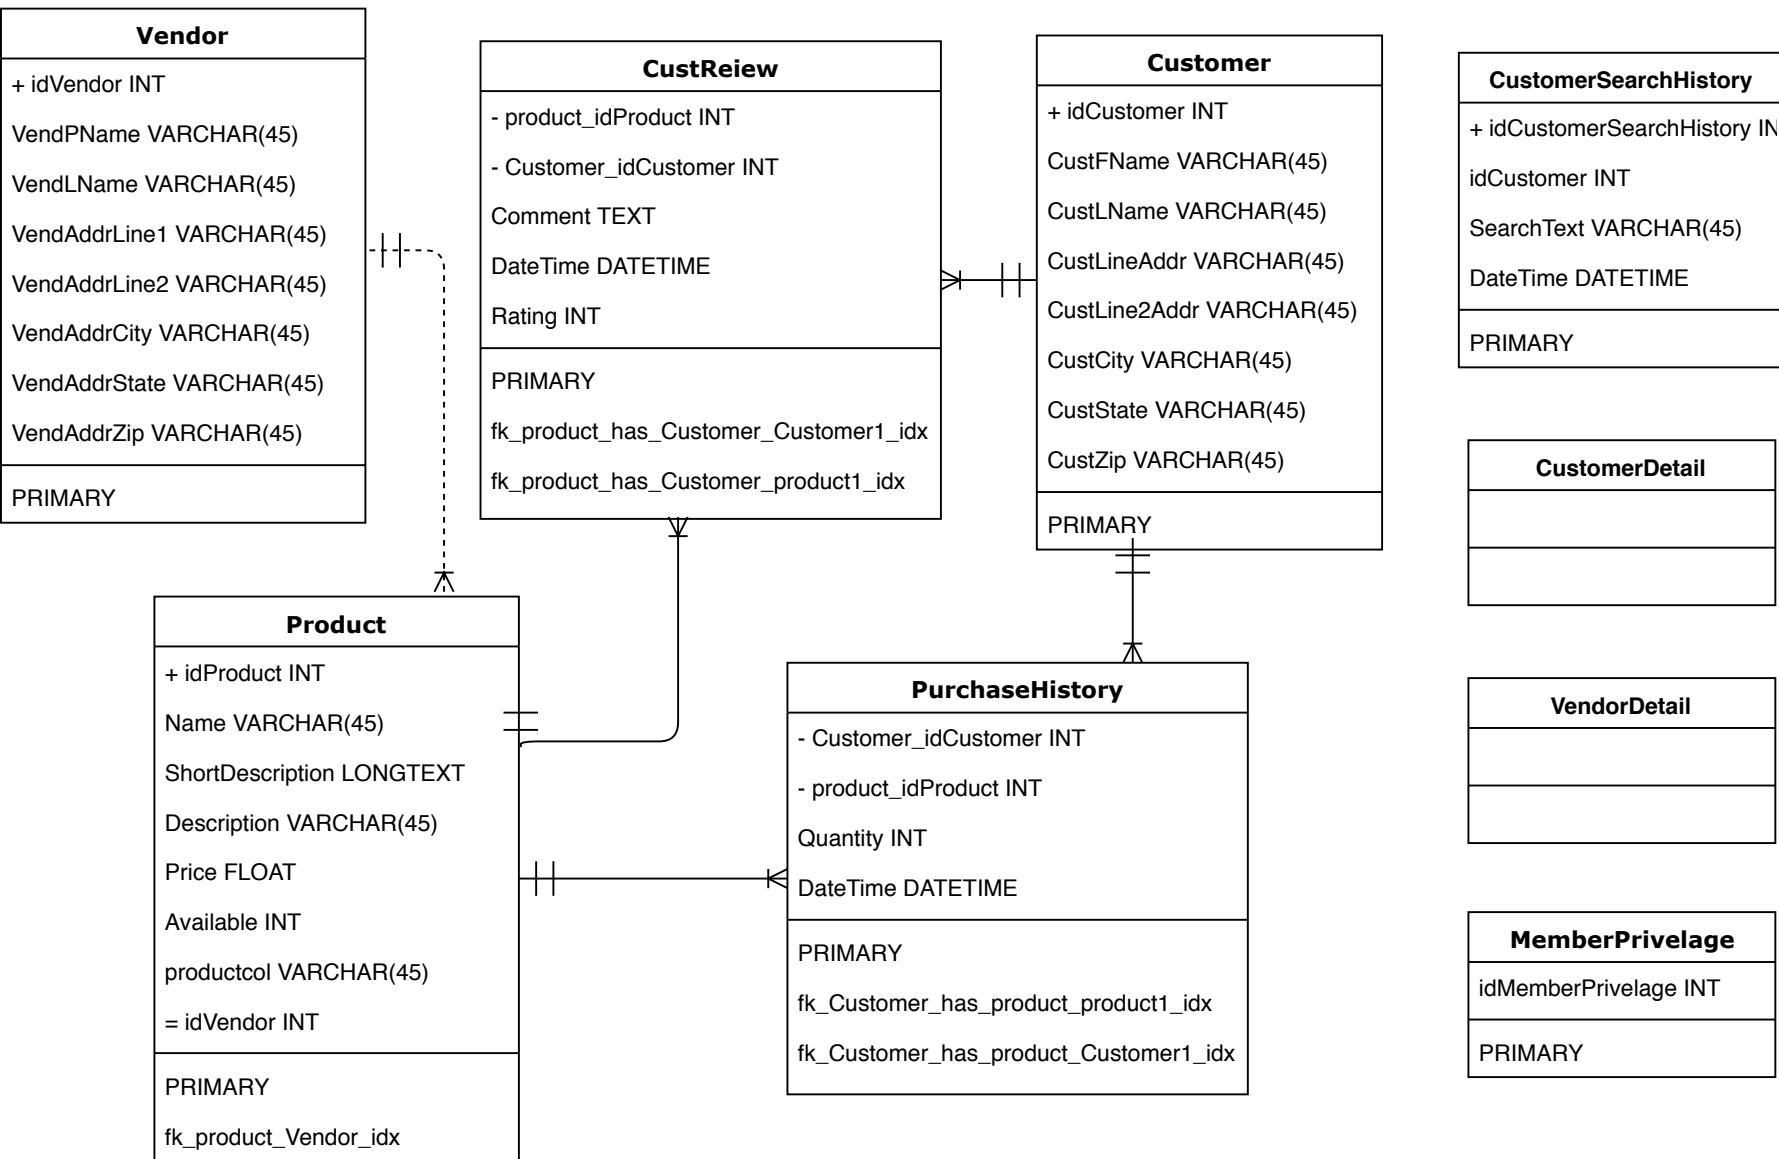 Vendor
+ idVendor INT
VendPName VARCHAR(45)
VendLName VARCHAR(45)
VendAddrLine1 VARCHAR(45)
VendAddrLine2 VARCHAR(45)
VendAddrCity VARCHAR(45)
VendAddrState VARCHAR(45)
VendAddrZip VARCHAR(45)
PRIMARY
CustReiew
- product_idProduct INT
- Customer_idCustomer INT
Comment TEXT
DateTime DATETIME
Rating INT
PRIMARY
fk_product_has_Customer_Customer1_idx
fk_product_has_Customer_product1_idx
Customer
+ idCustomer INT
CustFName VARCHAR(45)
CustLName VARCHAR(45)
CustLineAddr VARCHAR(45)
CustLine2Addr VARCHAR(45)
CustCity VARCHAR(45)
CustState VARCHAR(45)
CustZip VARCHAR(45)
PRIMARY
CustomerSearchHistory
+ idCustomerSearchHistory IN
idCustomer INT
SearchText VARCHAR(45)
DateTime DATETIME
PRIMARY
CustomerDetail
Product
+ idProduct INT
Name VARCHAR(45)
ShortDescription LONGTEXT
Description VARCHAR(45)
Price FLOAT
Available INT
productcol VARCHAR(45)
= idVendor INT
PRIMARY
fk_product_Vendor_idx
PurchaseHistory
- Customer_idCustomer INT
- product_idProduct INT
Quantity INT
DateTime DATETIME
PRIMARY
fk_Customer_has_product_product1_idx
fk_Customer_has_product_Customer1_idx
VendorDetail
MemberPrivelage
idMemberPrivelage INT
PRIMARY